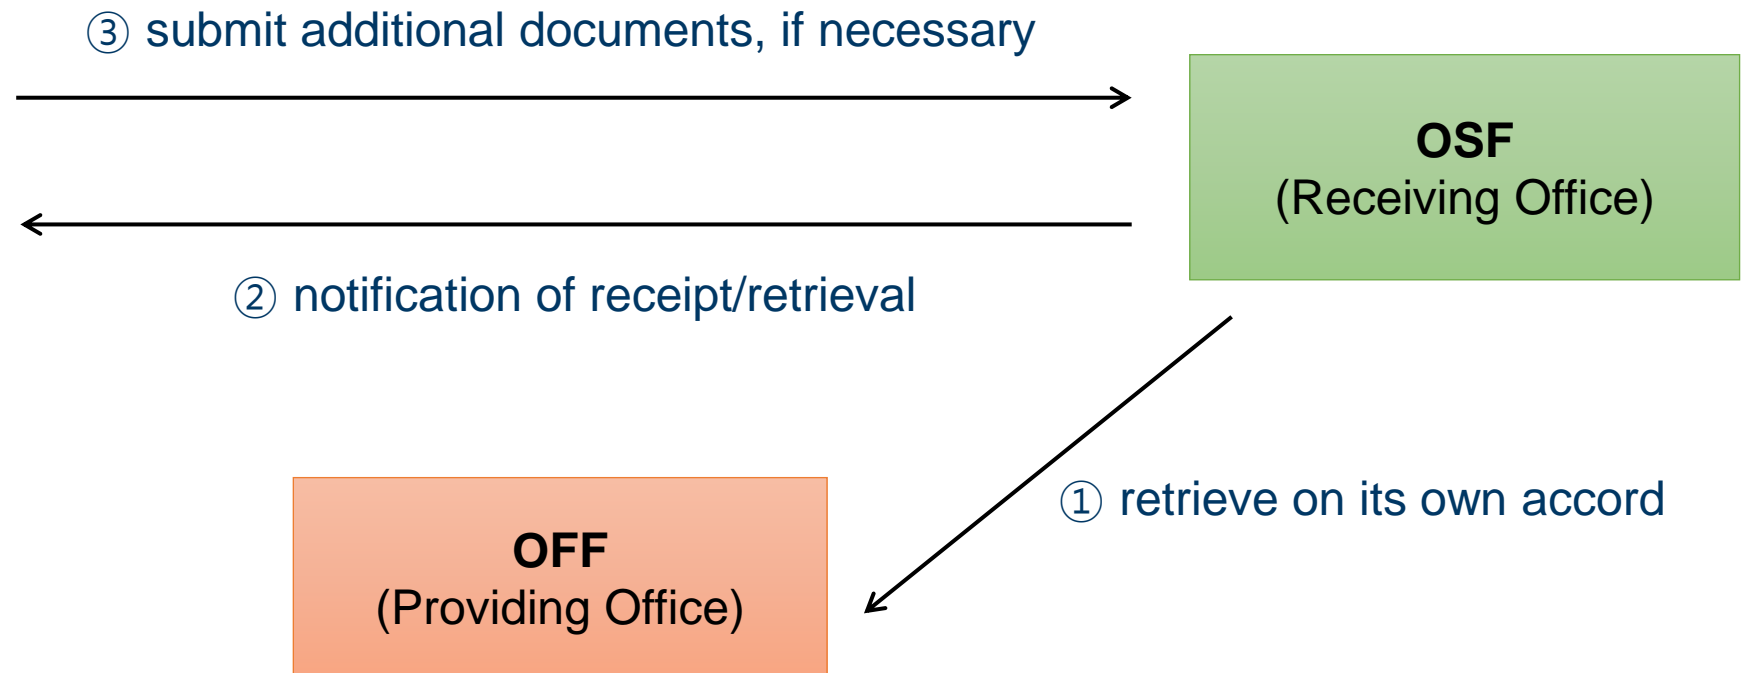 ③ submit additional documents, if necessary
OSF
(Receiving Office)
② notification of receipt/retrieval
① retrieve on its own accord
OFF
(Providing Office)